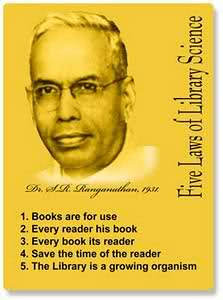 Five Laws of Library Science
Dr. S.R. Ranganathan, 1931.
1. Books are for use
2. Every reader his book
3. Every book its reader
4. Save the time of the reader
5. The Library is a growing organism